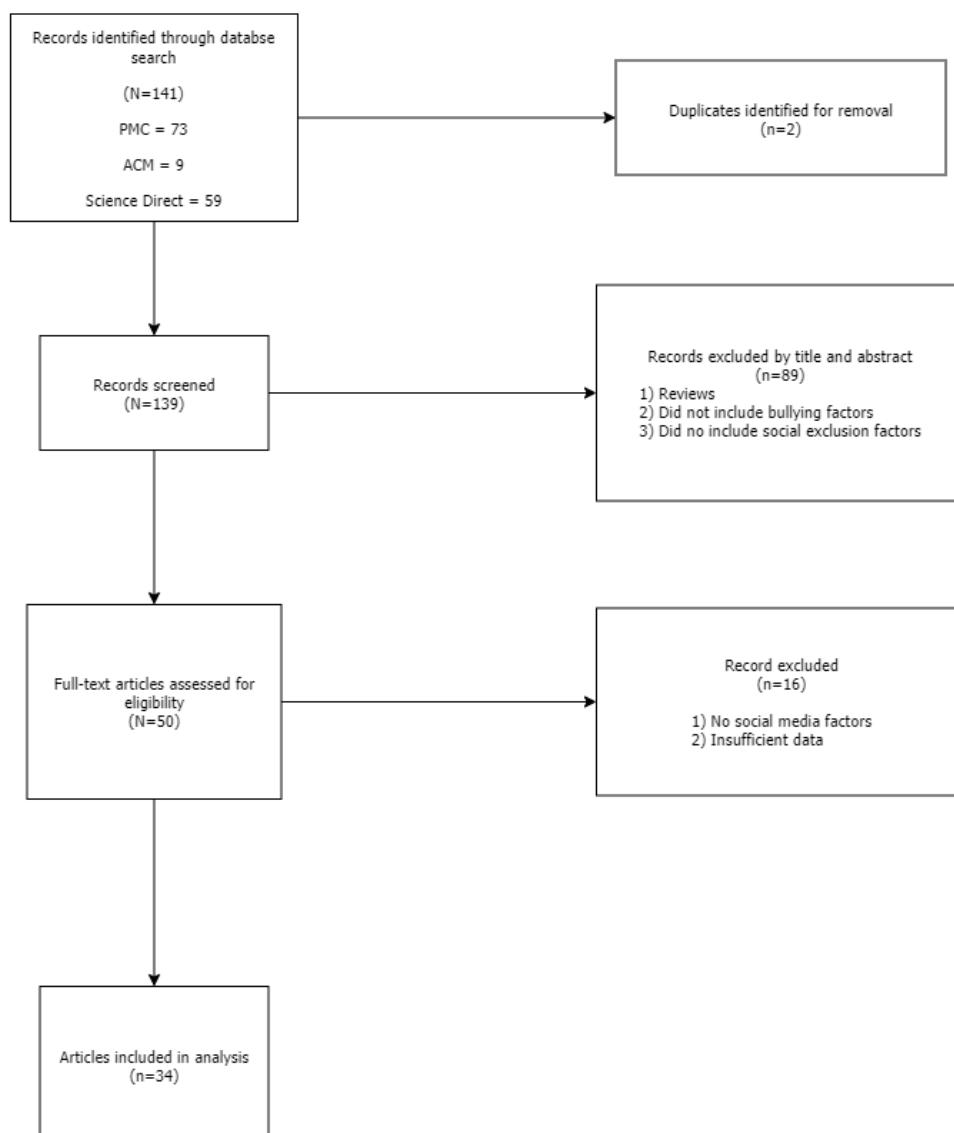 Records identified through databse
search
(N=141)
PMC = 73
ACM = 9
Science Direct = 59
Duplicates identified for removal
(n=2)
Records screened
(N=139)
Records excluded by title and abstract
(n=89)
1) Reviews
2) Did not include bullying factors
3) Did no include social exclusion factors
Full-text articles assessed for
eligibility
(N=50)
Record excluded
(n=16)
1) No social media factors
2) Insufficient data
Articles included in analysis
(n=34)